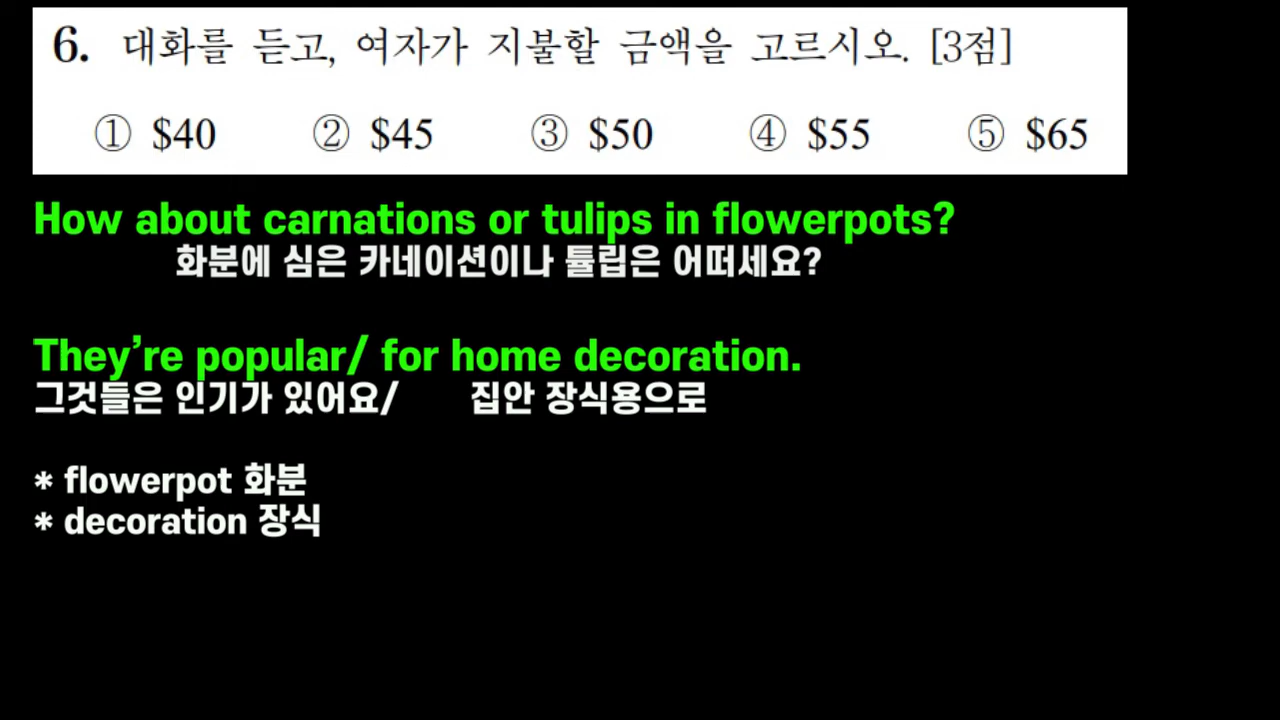 6. 대화를 듣고, 여자가 지불할 금액을 고르시오. [3점]
① $40 ② $45 ③ $50 ④ $55 ⑤ $65
How about carnations or tulips in flowerpots?
화분에 심은 카네이션이나 튤립은 어떠세요?
They’re popular/ for home decoration.
그것들은 인기가 있어요/ 집안 장식용으로
* flowerpot 화분
* decoration 장식